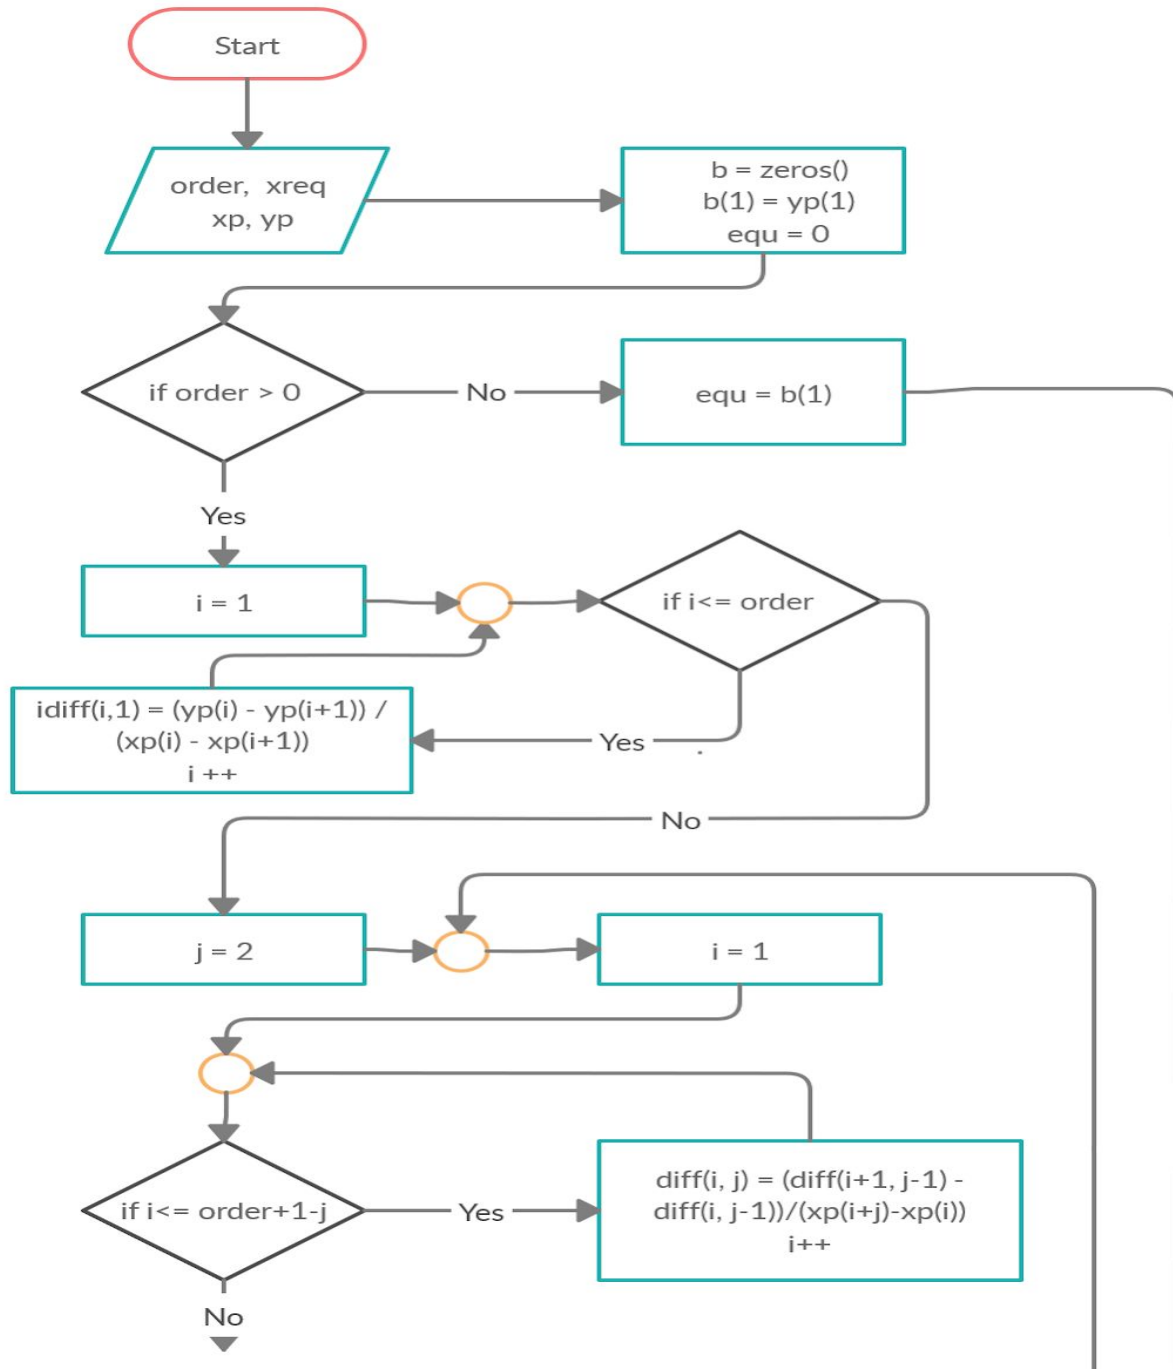 Start
order, xreq
xp, yp
b = zeros()
b(1) = yp(1)
equ = 0
if order > 0
No
equ = b(1)
Yes
i = 1
if i<= order
idiff(i,1) = (yp(i) - yp(i+1)) /
(xp(i) - xp(i+1))
i ++
Yes
No
j = 2
i = 1
if i<= order+1-j
Yes
diff(i, j) = (diff(i+1, j-1) -
diff(i, j-1))/(xp(i+j)-xp(i))
i++
No